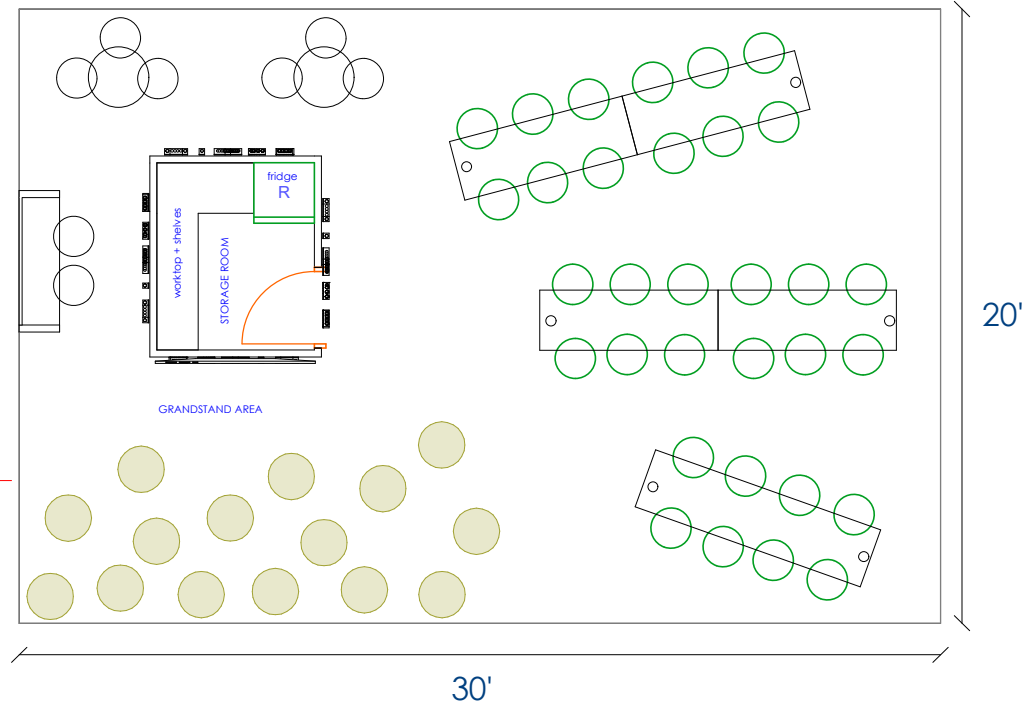 fridge
R
worktop + shelves
STORAGE ROOM
20'
GRANDSTAND AREA
30'